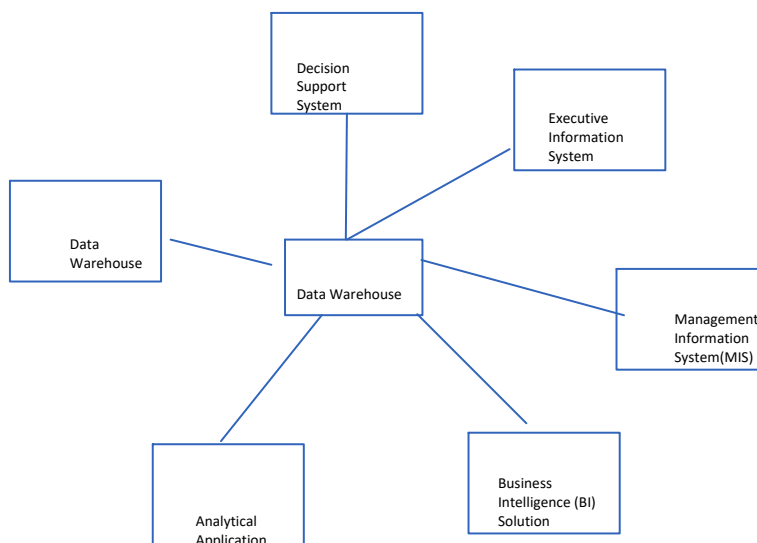 Decision
Support
System
Executive
Information
System
Data
Warehouse
Data Warehouse
Management
Information
System(MIS)
Business
Intelligence (BI)
Solution
Analytical
Application